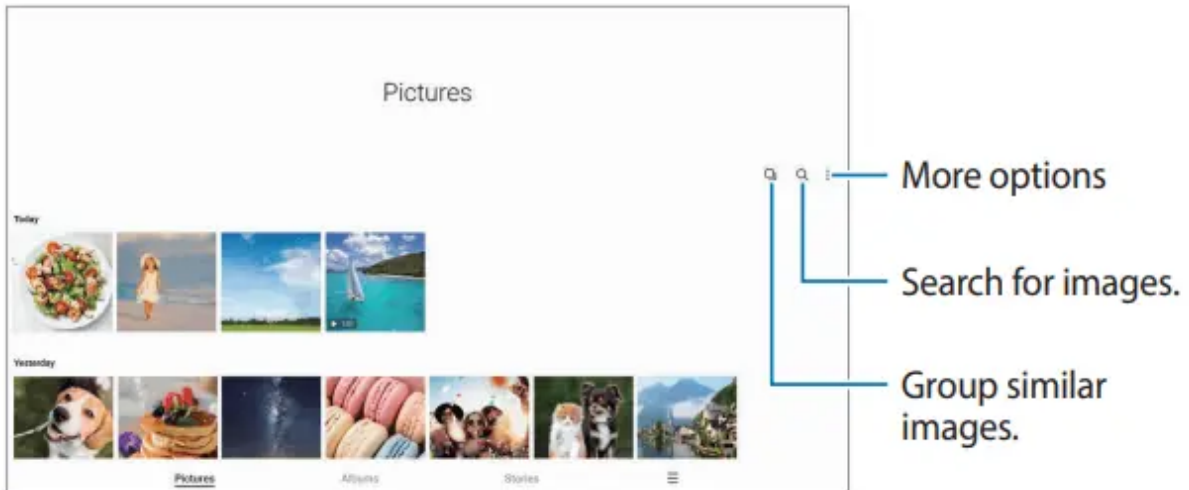 Pictures
More options
Today
Search for images.
Yesterday
Group similar
images.
Pictures Albums Stories